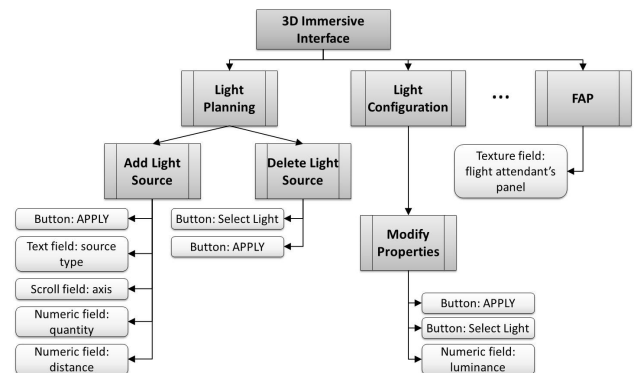 3D Immersive
Interface
Light
Planning
Light
Configuration
•••
FAP
Add Light
Source
Delete Light
Source
Texture field:
flight attendant's
panel
Button: APPLY
Text field: source
type
Scroll field: axis
Numeric field:
quantity
Numeric field:
distance
Button: Select Light
Button: APPLY
Modify
Properties
Button: APPLY
Button: Select Light
Numeric field:
luminance